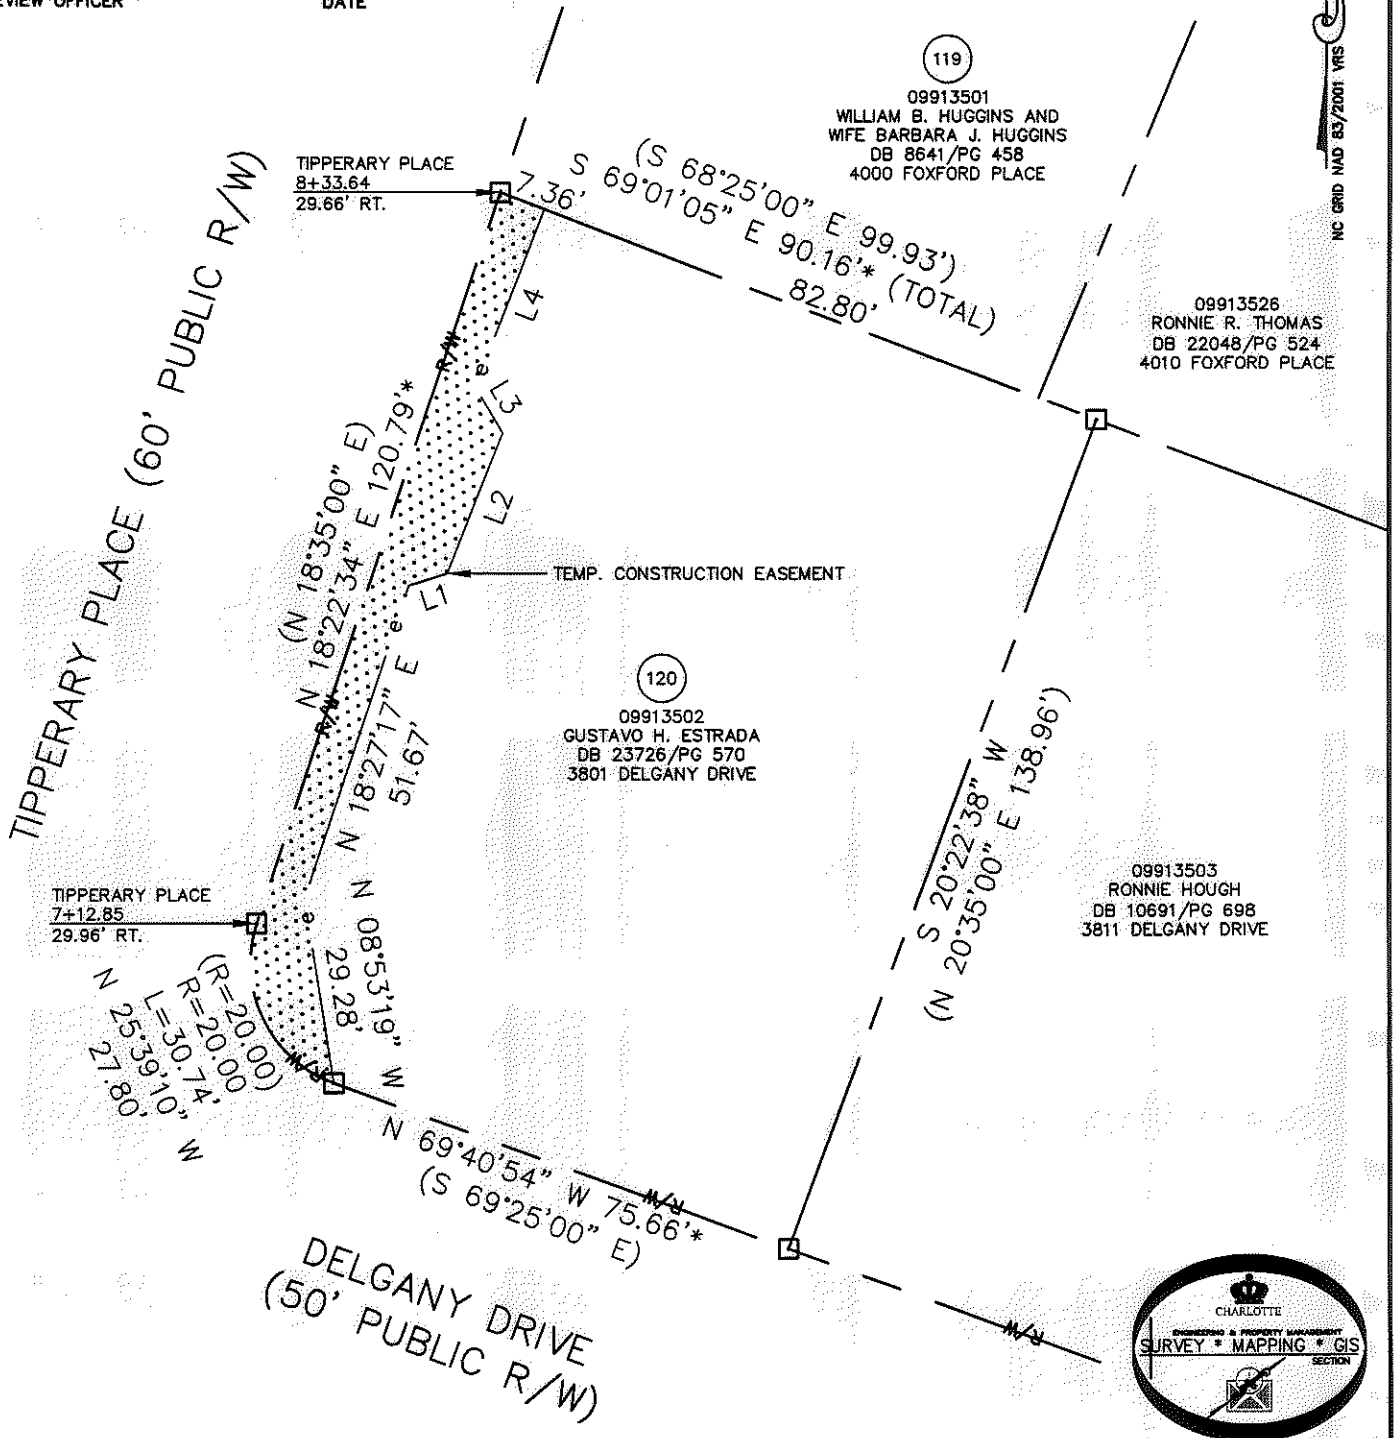 REVIEW OFFICER
DATE
119
09913501
WILLIAM B. HUGGINS AND
WIFE BARBARA J. HUGGINS
DB 8641/PG 458
4000 FOXFORD PLACE
NC GRID NAD 83/2001 VRS
TIPPERARY PLACE
8+33.64
29.66' RT.
7.36'
(S 68°25'00" E 99.93')
S 69°01'05" E 90.16'* (TOTAL)
82.80'
09913526
RONNIE R. THOMAS
DB 22048/PG 524
4010 FOXFORD PLACE
TIPPERARY PLACE (60' PUBLIC R/W)
L4
R/W
e
L3
(N 18°35'00" E)
N 18°22'34" E 120.79'*
L2
TEMP. CONSTRUCTION EASEMENT
L1
e
R/W
N 18°27'17" E
51.67'
e
120
09913502
GUSTAVO H. ESTRADA
DB 23726/PG 570
3801 DELGANY DRIVE
S 20°22'38" W
(N 20°35'00" E 138.96')
09913503
RONNIE HOUGH
DB 10691/PG 698
3811 DELGANY DRIVE
TIPPERARY PLACE
7+12.85
29.96' RT.
e
N 08°53'19" W
29.28'
(R=20.00)
R=20.00
L=30.74'
N 25°39'10" W
27.80'
R/W
N 69°40'54" W 75.66'*
(S 69°25'00" E)
R/W
DELGANY DRIVE
(50' PUBLIC R/W)
R/W
CHARLOTTE
ENGINEERING & PROPERTY MANAGEMENT
SURVEY * MAPPING * GIS
SECTION